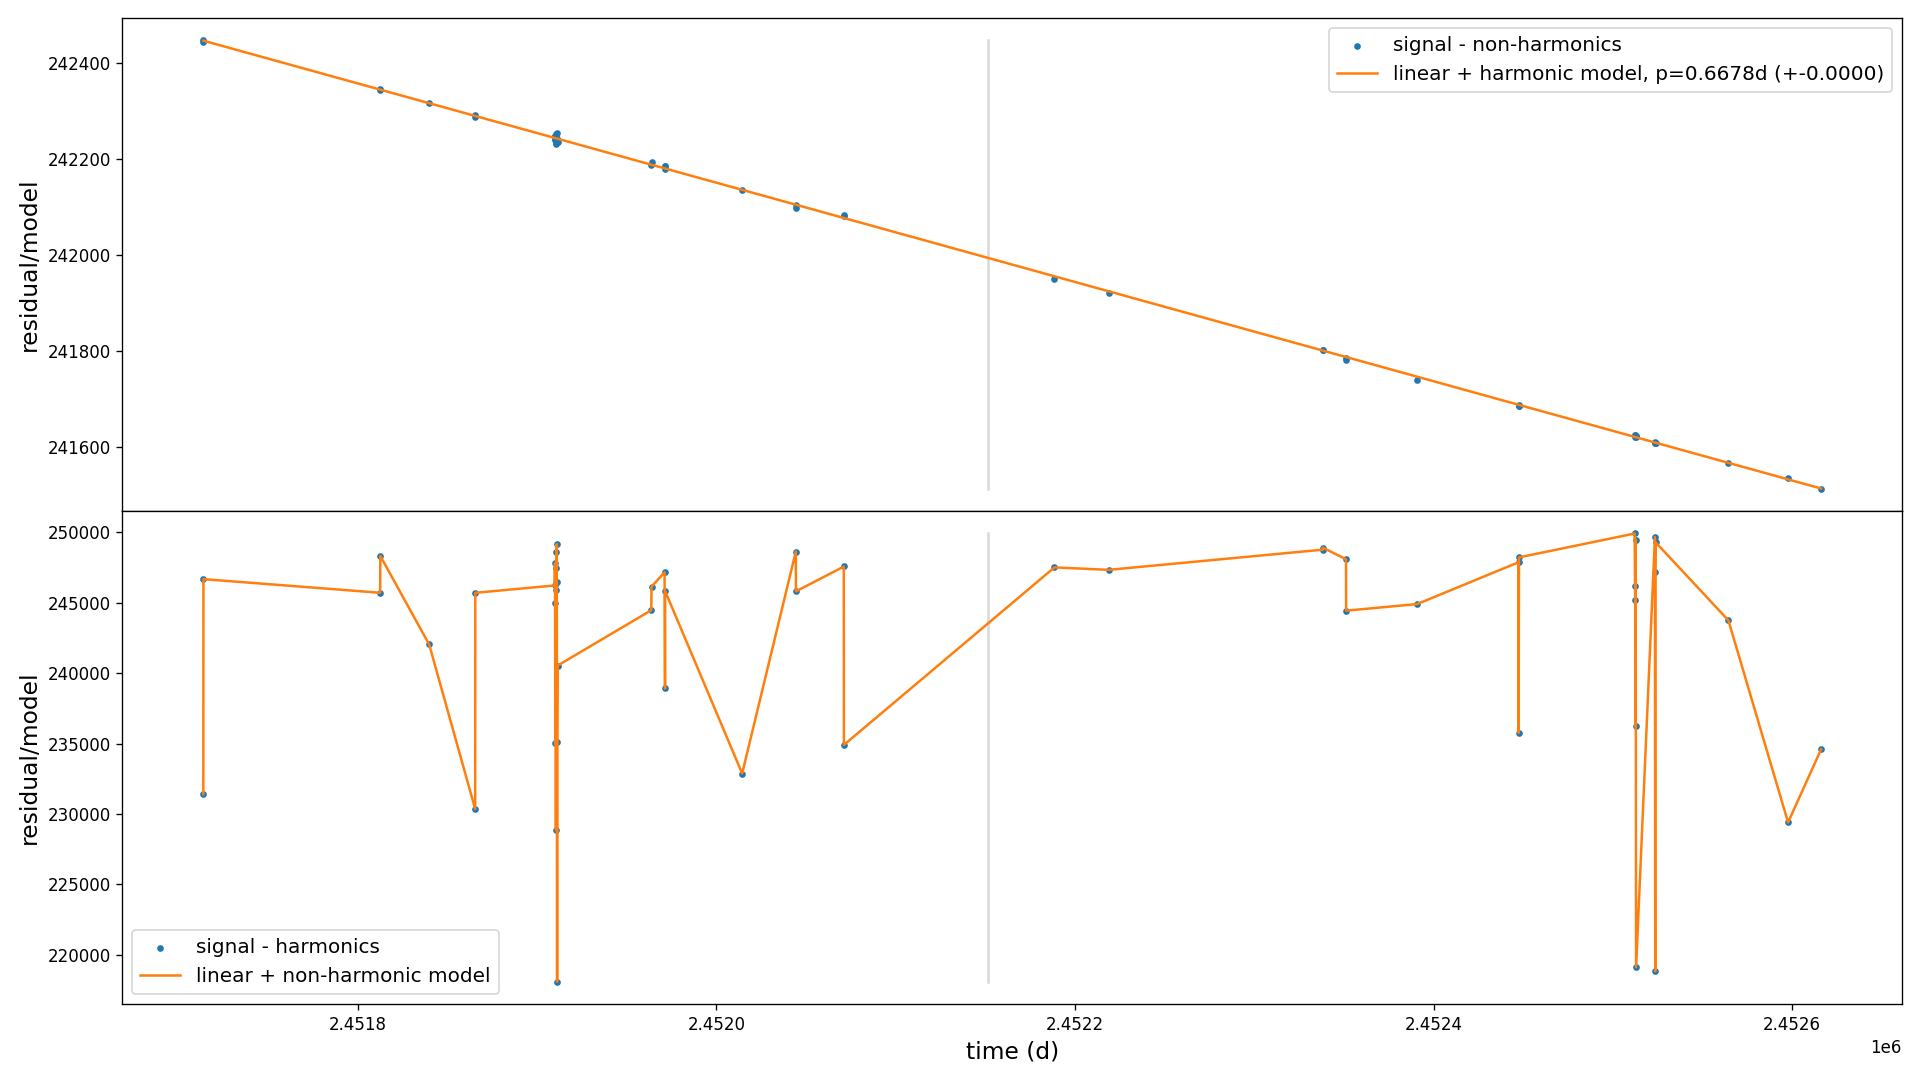 signal - non-harmonics
linear + harmonic model, p=0.6678d (+-0.0000)
242400
242200
242000
241800
241600
residual/model
250000
245000
240000
235000
230000
225000
220000
residual/model
signal - harmonics
linear + non-harmonic model
2.4518
2.4520
2.4522
2.4524
2.4526
1e6
time (d)